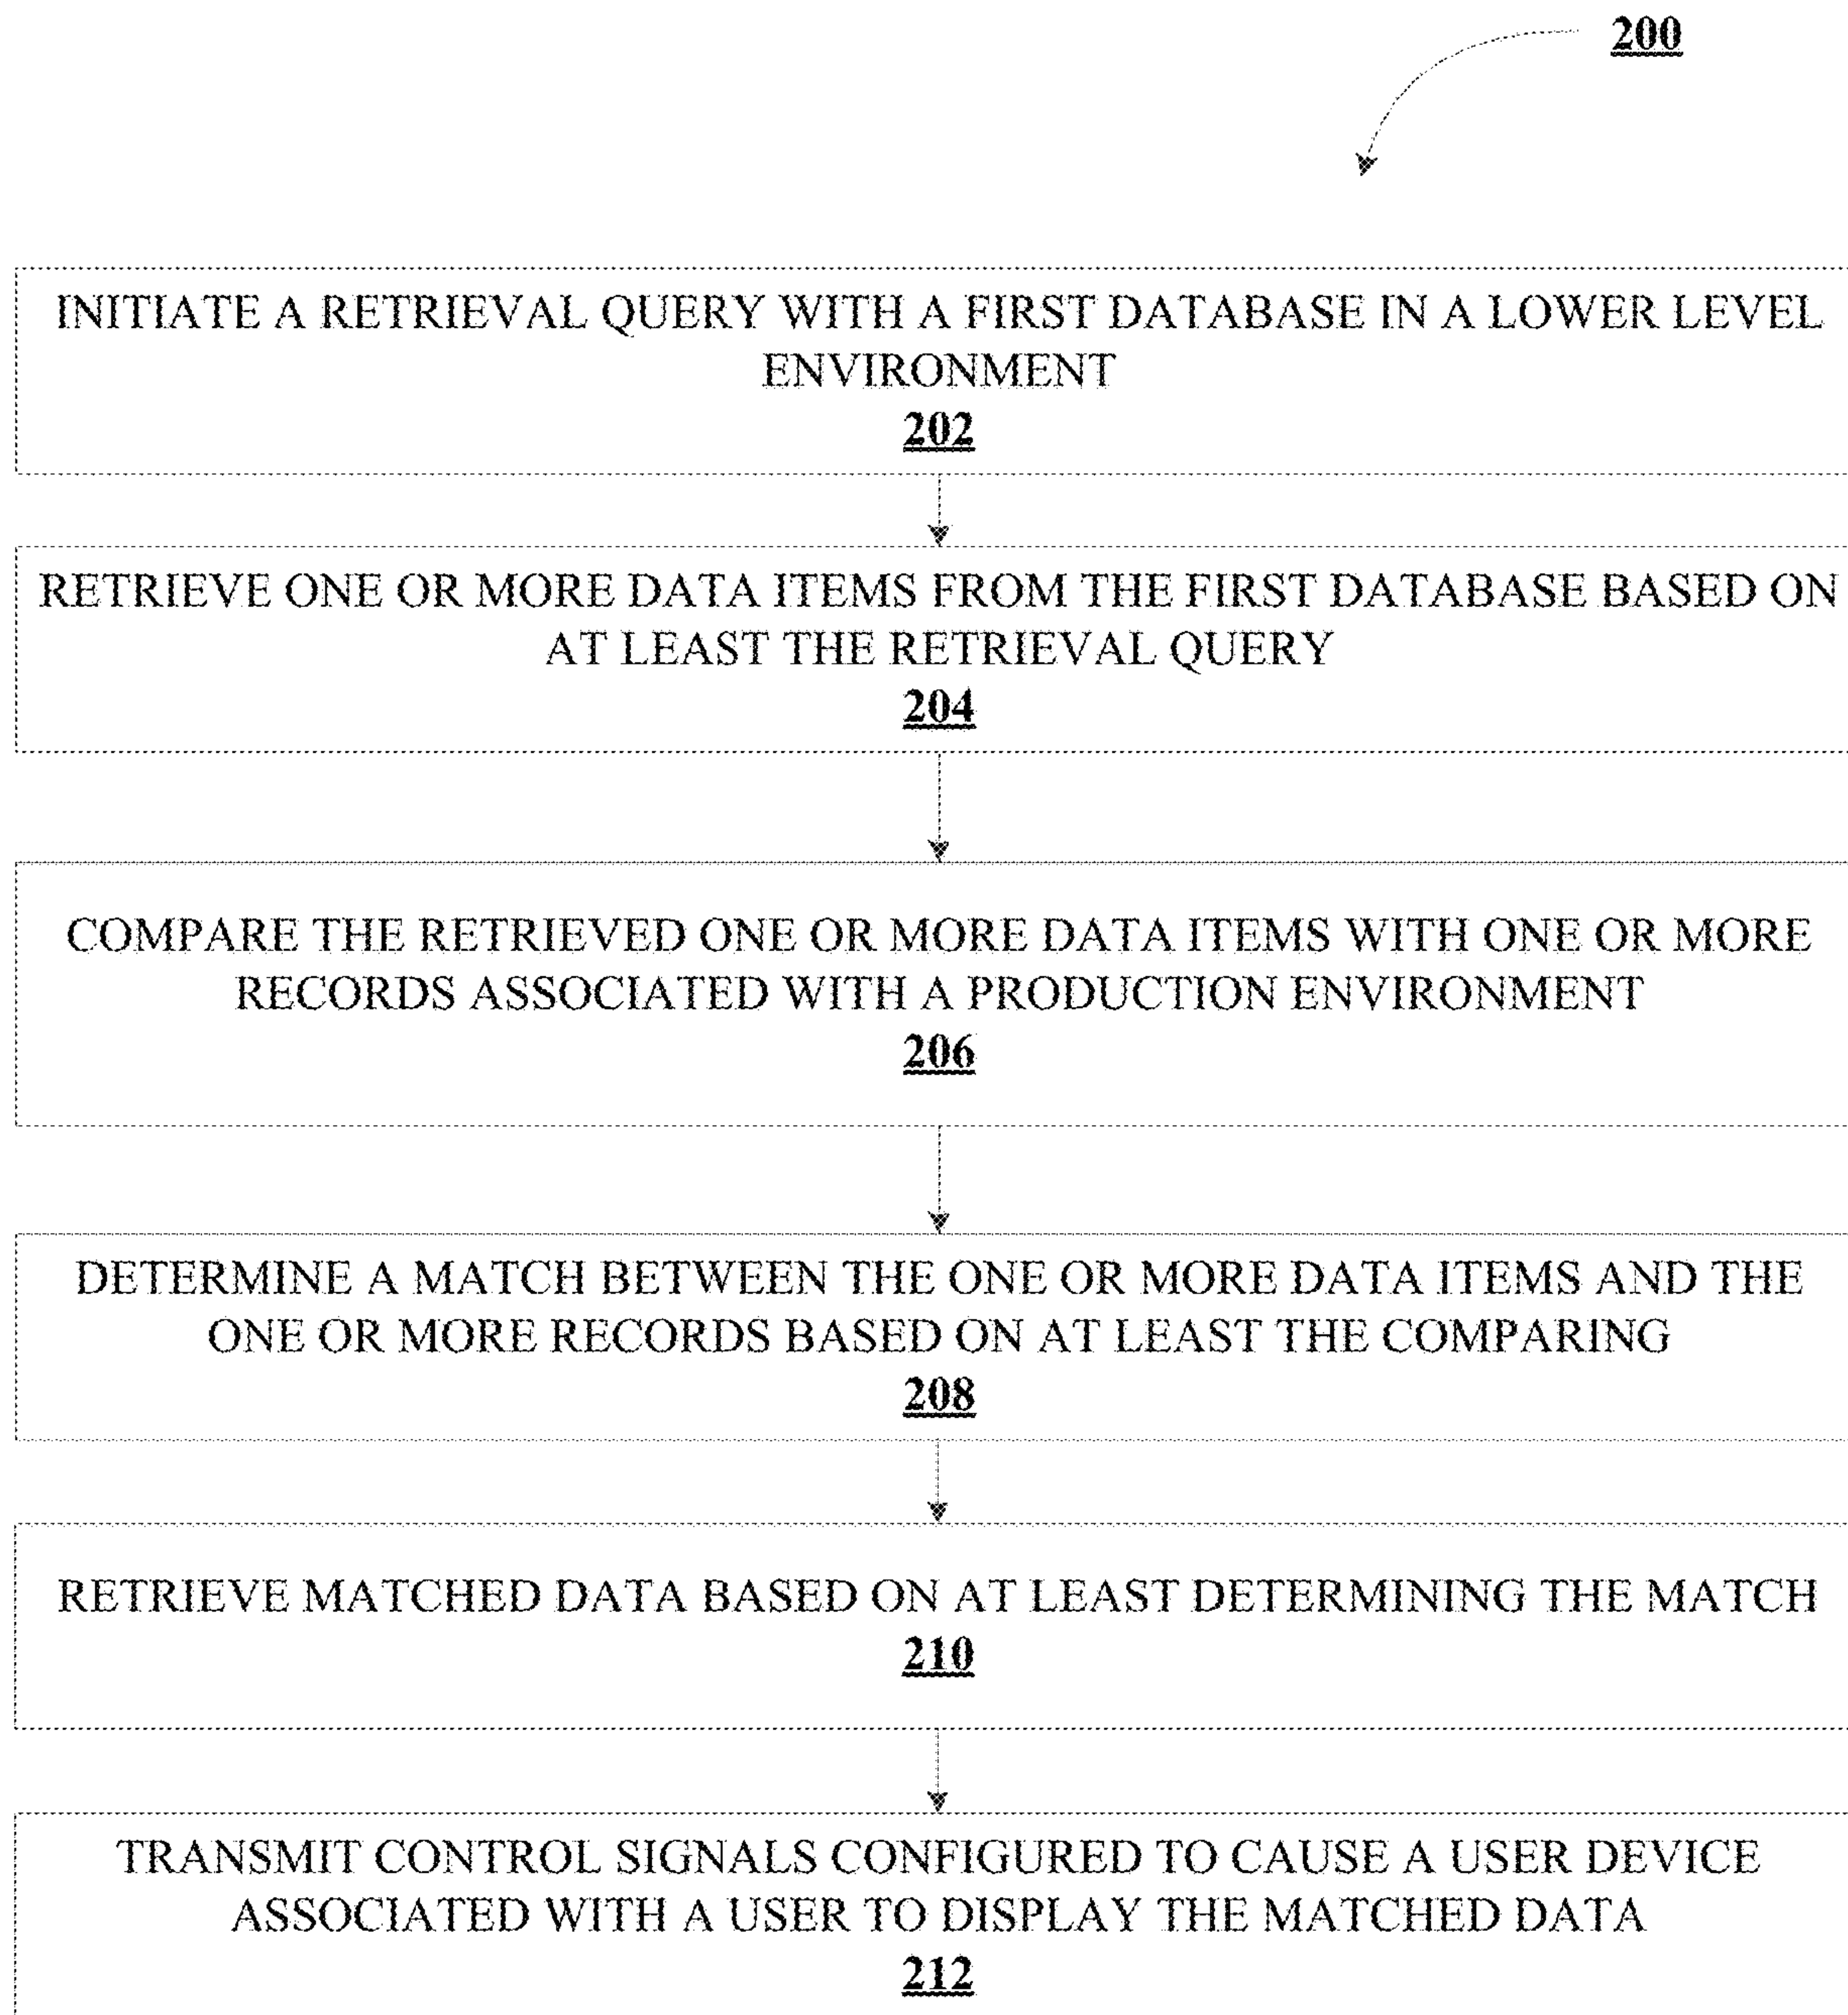 200
INITIATE A RETRIEVAL QUERY WITH A FIRST DATABASE IN A LOWER LEVEL
ENVIRONMENT
202
RETRIEVE ONE OR MORE DATA ITEMS FROM THE FIRST DATABASE BASED ON
AT LEAST THE RETRIEVAL QUERY
204
COMPARE THE RETRIEVED ONE OR MORE DATA ITEMS WITH ONE OR MORE
RECORDS ASSOCIATED WITH A PRODUCTION ENVIRONMENT
206
DETERMINE A MATCH BETWEEN THE ONE OR MORE DATA ITEMS AND THE
ONE OR MORE RECORDS BASED ON AT LEAST THE COMPARING
208
RETRIEVE MATCHED DATA BASED ON AT LEAST DETERMINING THE MATCH
210
TRANSMIT CONTROL SIGNALS CONFIGURED TO CAUSE A USER DEVICE
ASSOCIATED WITH A USER TO DISPLAY THE MATCHED DATA
212